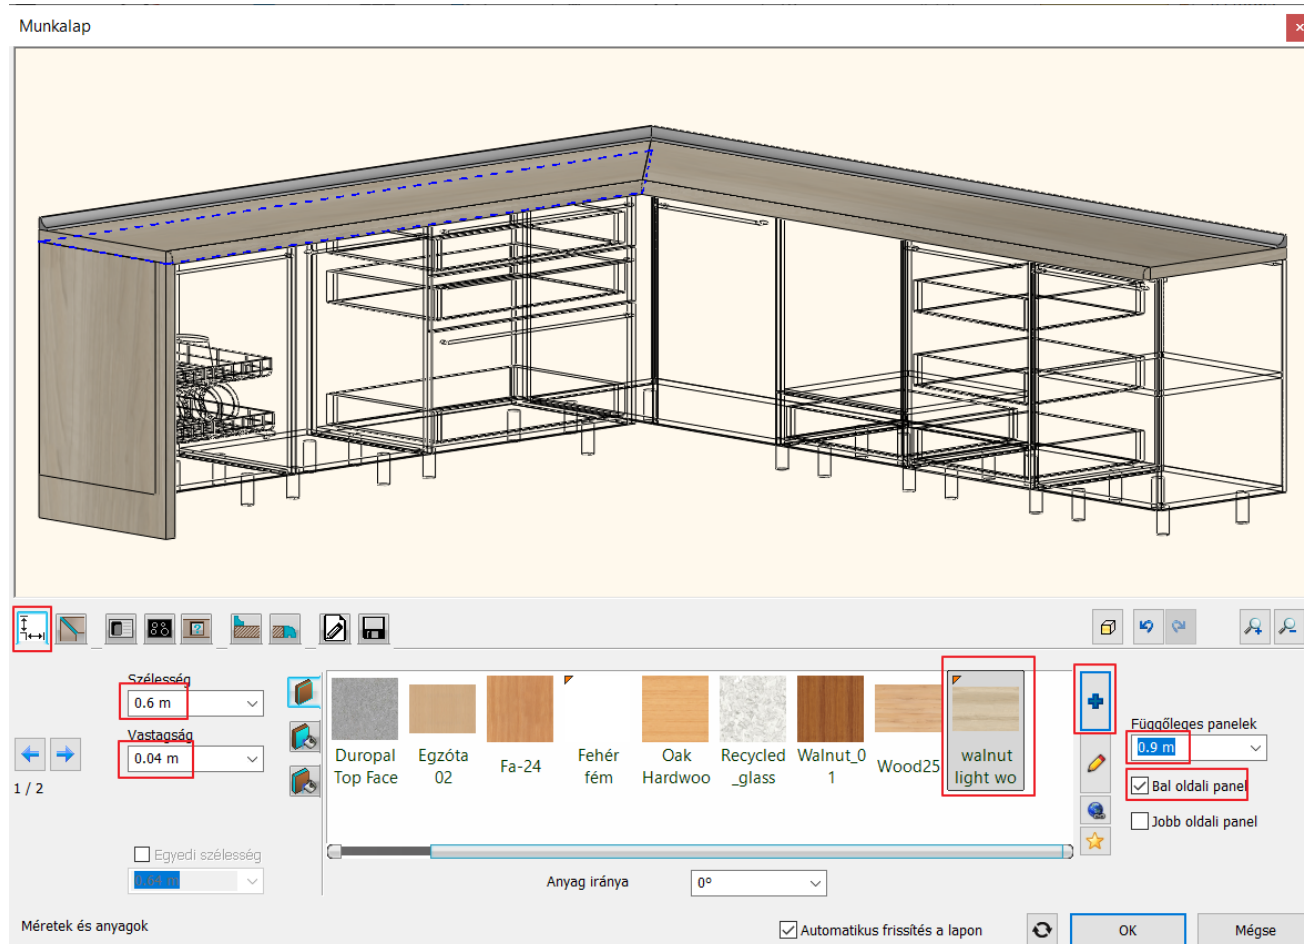 Munkalap
Szélesség
0.6 m
Vastagság
0.04 m
1 / 2
Egyedi szélesség
0.64 m
Duropal
Top Face
Egzóta
02
Fa-24
Fehér
fém
Oak
Hardwoo
Recycled
_glass
Walnut_0
1
Wood25
walnut
light wo
Anyag iránya
0°
Függőleges panelek
0.9 m
Bal oldali panel
Jobb oldali panel
Méretek és anyagok
Automatikus frissítés a lapon
OK
Mégse